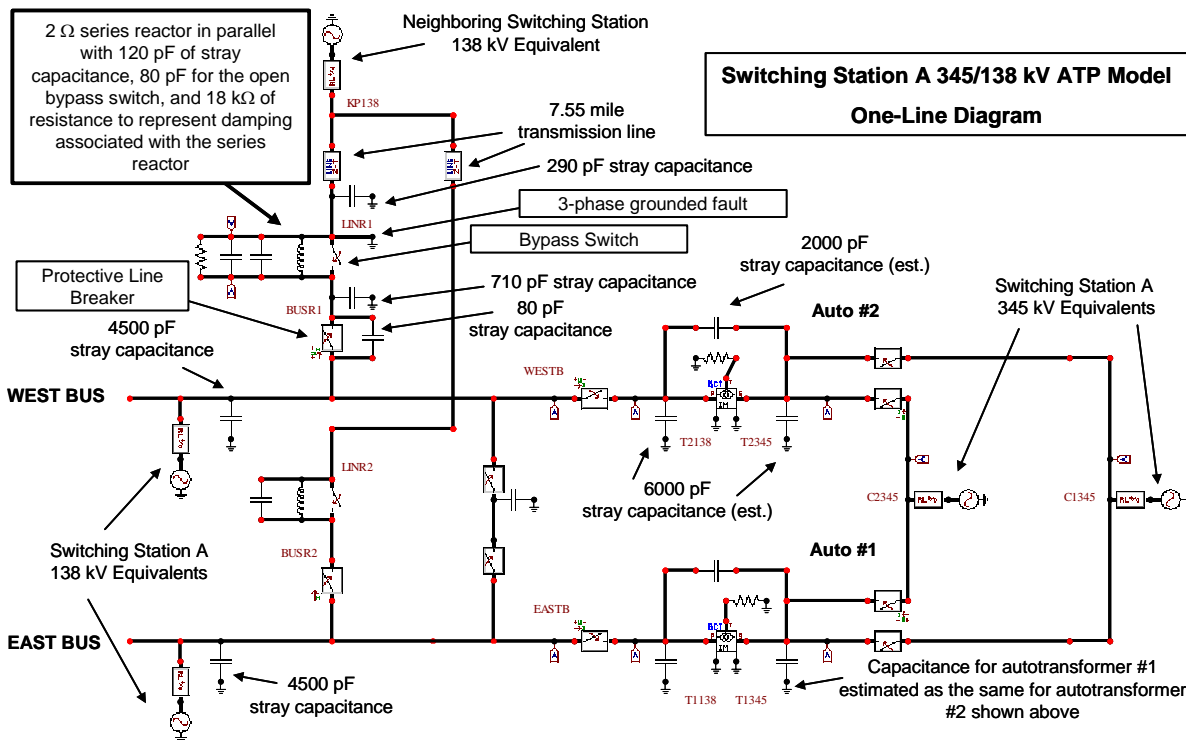 2 Ω series reactor in parallel
with 120 pF of stray
capacitance, 80 pF for the open
bypass switch, and 18 kΩ of
resistance to represent damping
associated with the series
reactor
Neighboring Switching Station
138 kV Equivalent
Switching Station A 345/138 kV ATP Model
One-Line Diagram
KP138
7.55 mile
transmission line
290 pF stray capacitance
LINR1
3-phase grounded fault
Bypass Switch
Protective Line
Breaker
710 pF stray capacitance
BUSR1
80 pF
stray capacitance
4500 pF
stray capacitance
2000 pF
stray capacitance (est.)
Auto #2
Switching Station A
345 kV Equivalents
WEST BUS
WESTB
BCT
T2138
T2345
6000 pF
stray capacitance (est.)
C2345
C1345
LINR2
Switching Station A
138 kV Equivalents
BUSR2
Auto #1
EASTB
BCT
EAST BUS
4500 pF
stray capacitance
T1138
T1345
Capacitance for autotransformer #1
estimated as the same for autotransformer
#2 shown above